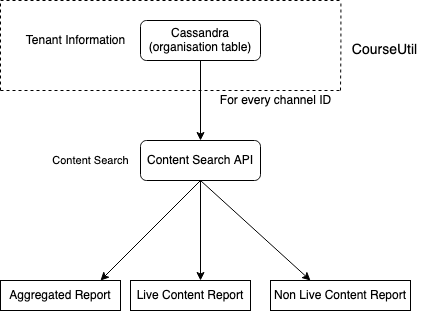 Tenant Information
Cassandra
(organisation table)
CourseUtil
For every channel ID
Content Search
Content Search API
Aggregated Report
Live Content Report
Non Live Content Report